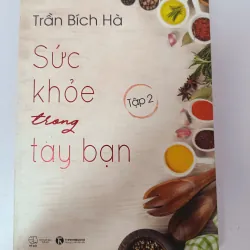 Trần Bích Hà
Sức
khỏe
trong
tay bạn
Tập 2